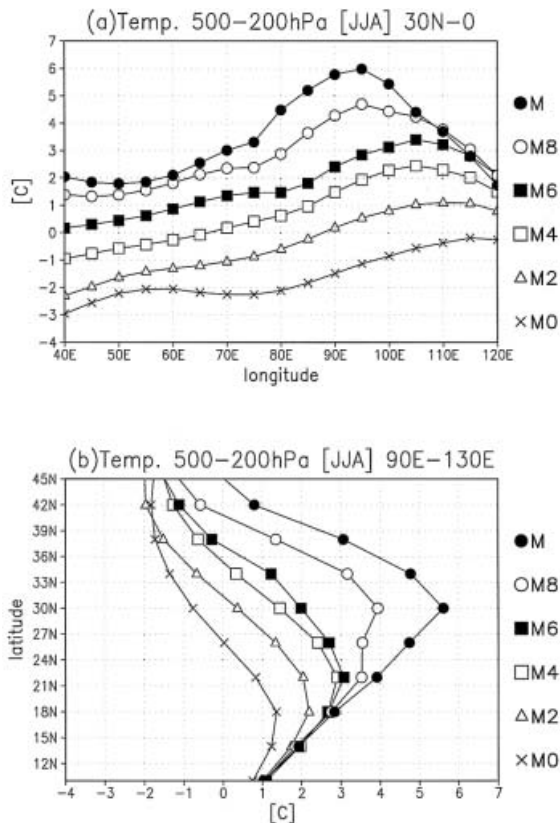 (a)Temp. 500-200hPa [JJA] 30N-0
7
6
5
4
3
2
1
0
-1
-2
-3
-4
[C]
40E 50E 60E 70E 80E 90E 100E 110E 120E
longitude
M
M8
M6
M4
M2
M0
(b)Temp. 500-200hPa [JJA] 90E-130E
45N
42N
39N
36N
33N
30N
27N
24N
21N
18N
15N
12N
latitude
-4 -3 -2 -1 0 1 2 3 4 5 6 7
[C]
M
M8
M6
M4
M2
M0